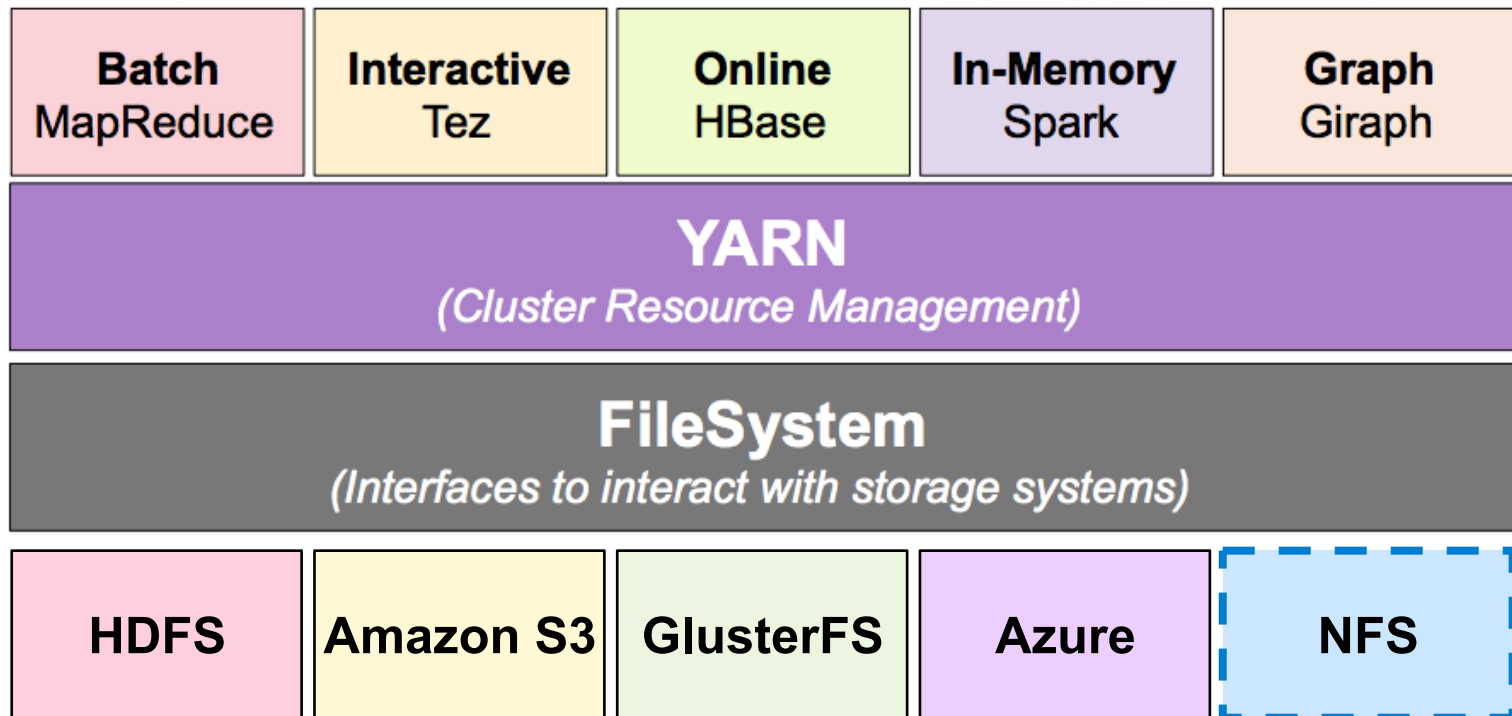 Batch
MapReduce
Interactive
Tez
Online
HBase
In-Memory
Spark
Graph
Giraph
YARN
(Cluster Resource Management)
FileSystem
(Interfaces to interact with storage systems)
HDFS
Amazon S3
GlusterFS
Azure
NFS